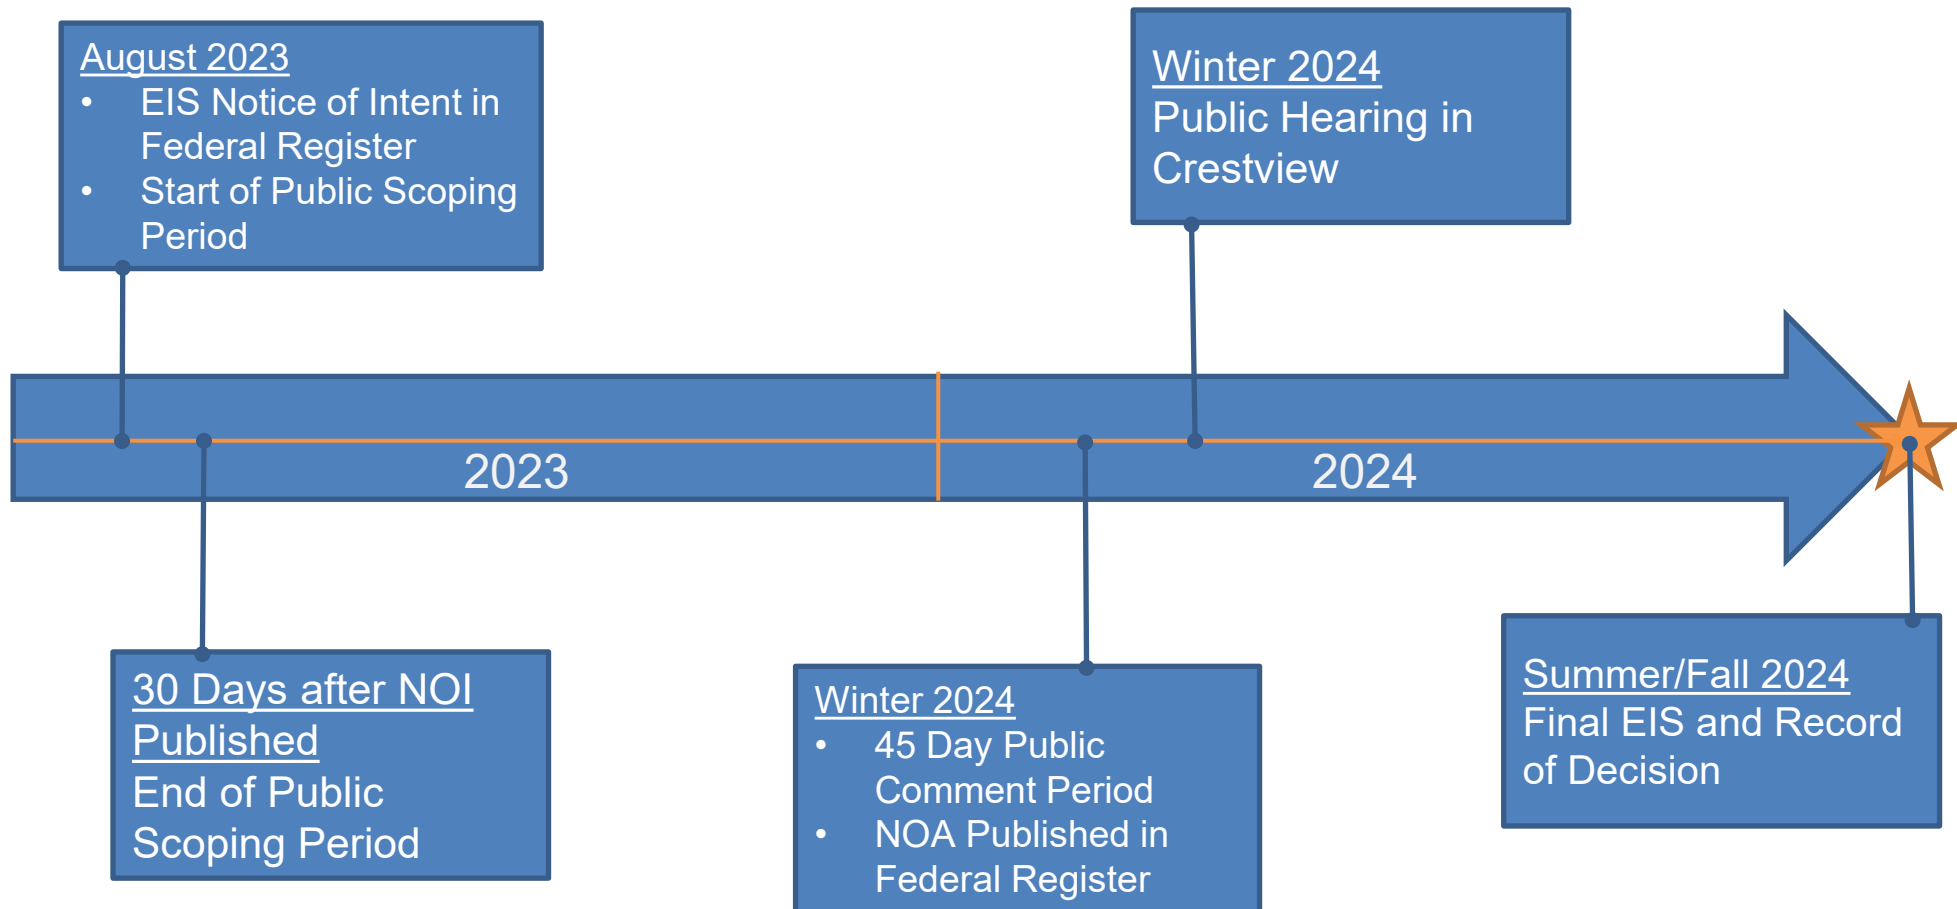 August 2023
• EIS Notice of Intent in
Federal Register
• Start of Public Scoping
Period
Winter 2024
Public Hearing in
Crestview
2023
2024
30 Days after NOI
Published
End of Public
Scoping Period
Winter 2024
• 45 Day Public
Comment Period
• NOA Published in
Federal Register
Summer/Fall 2024
Final EIS and Record
of Decision